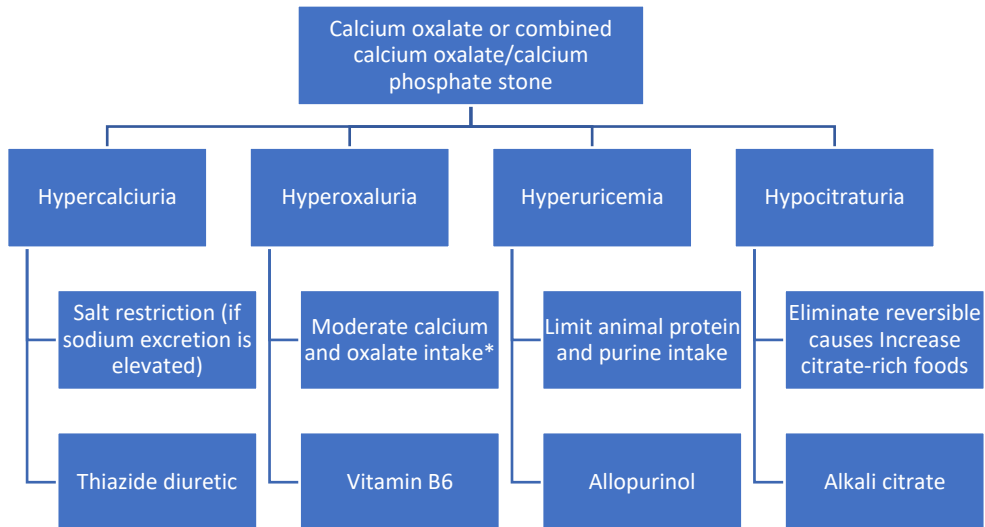 Calcium oxalate or combined
calcium oxalate/calcium
phosphate stone
Hypercalciuria
Hyperoxaluria
Hyperuricemia
Hypocitraturia
Salt restriction (if
sodium excretion is
elevated)
Moderate calcium
and oxalate intake*
Limit animal protein
and purine intake
Eliminate reversible
causes Increase
citrate-rich foods
Thiazide diuretic
Vitamin B6
Allopurinol
Alkali citrate